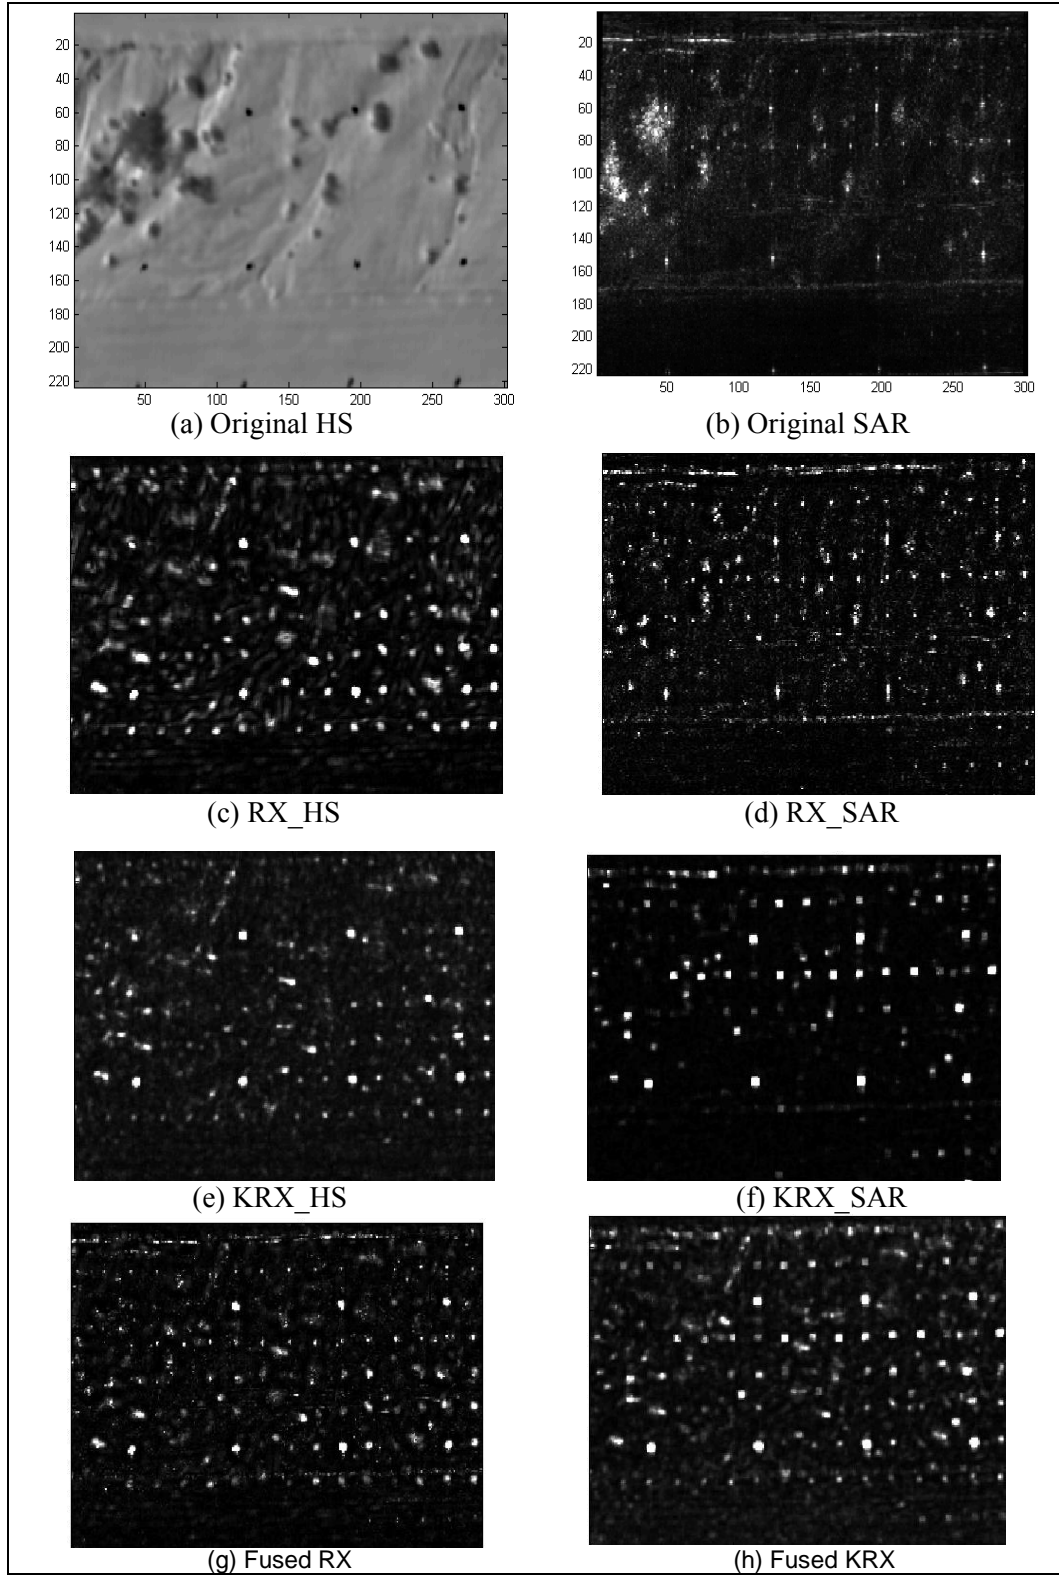 20
40
60
80
100
120
140
160
180
200
220
50 100 150 200 250 300
(a) Original HS
20
40
60
80
100
120
140
160
180
200
220
50 100 150 200 250 300
(b) Original SAR
(c) RX_HS
(d) RX_SAR
(e) KRX_HS
(f) KRX_SAR
(g) Fused RX
(h) Fused KRX